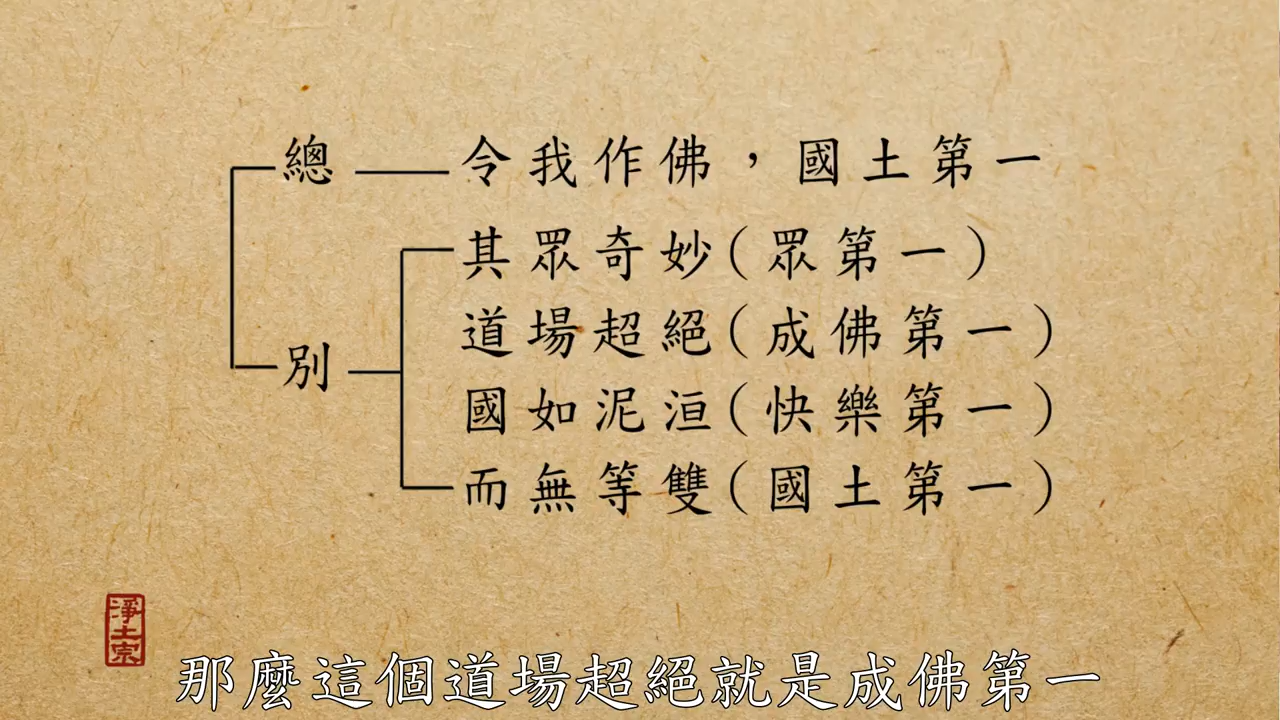 總
令我作佛，國土第一
別
其眾奇妙（眾第一）
道場超絕（成佛第一）
國如泥洹（快樂第一）
而無等雙（國土第一）
淨土宗
那麼這個道場超絕就是成佛第一